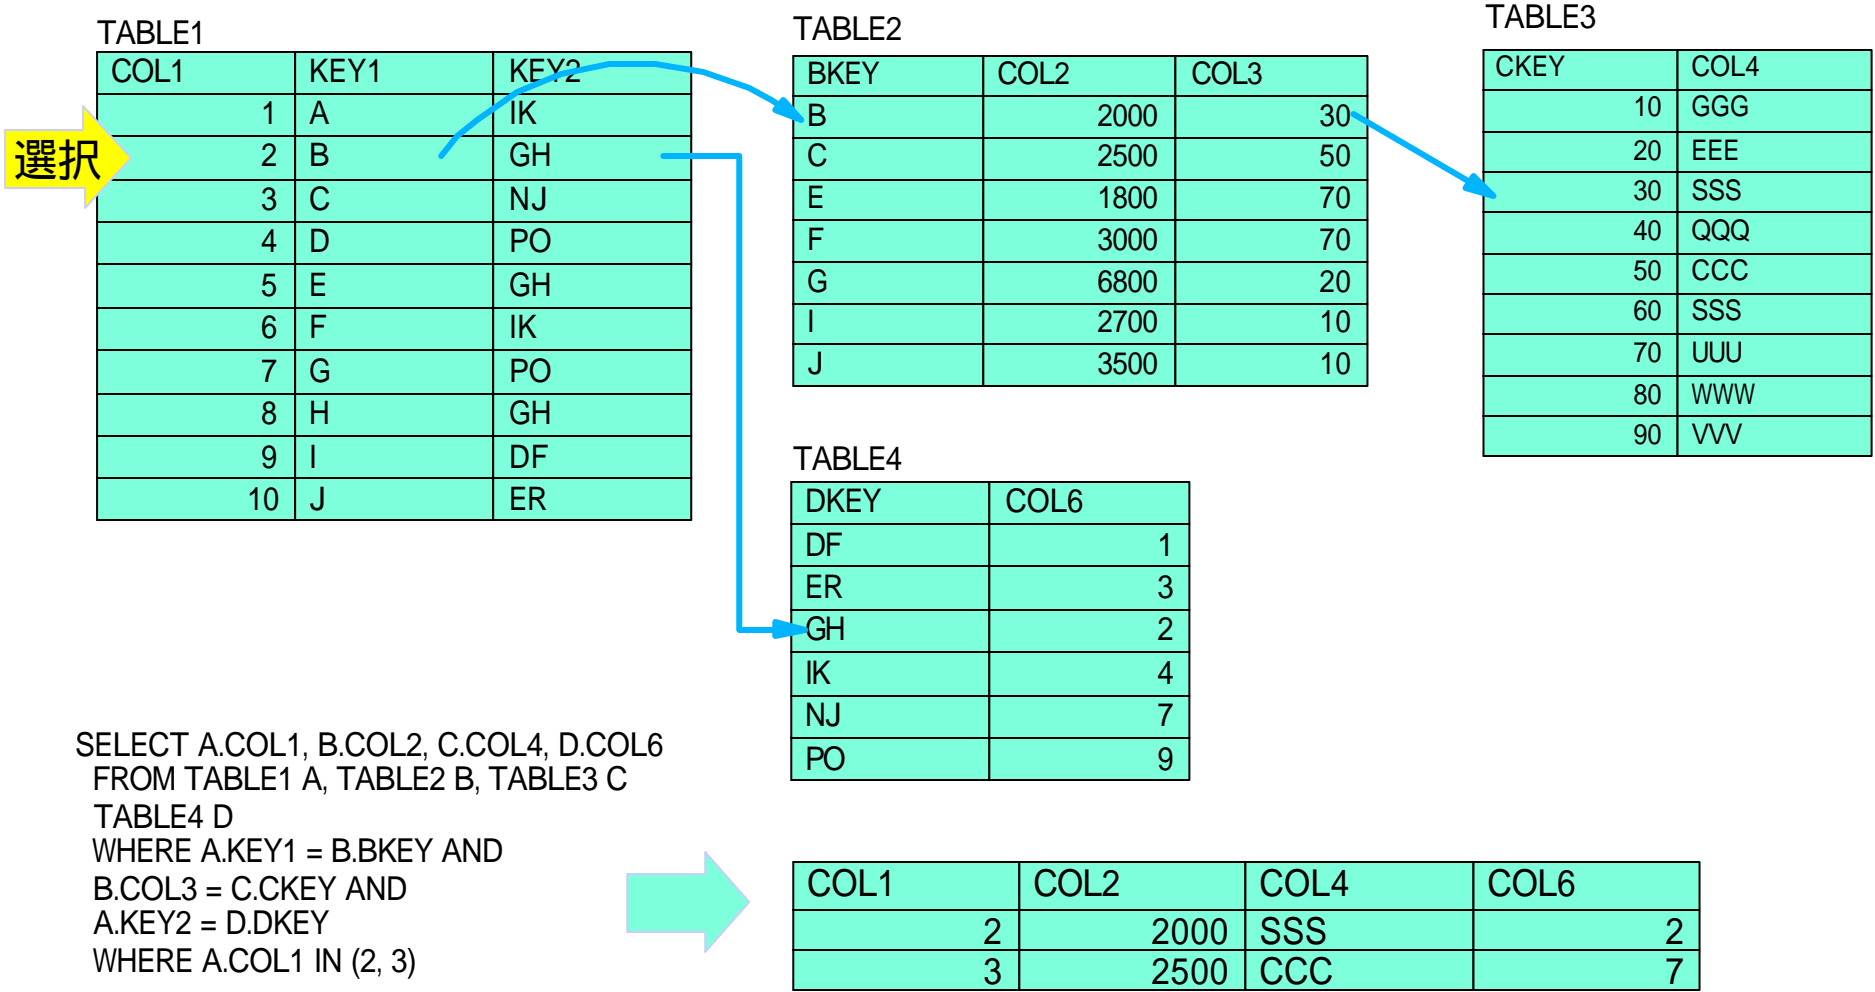 TABLE1
COL1 KEY1 KEY2
1 A IK
2 B GH
3 C NJ
4 D PO
5 E GH
6 F IK
7 G PO
8 H GH
9 I DF
10 J ER
選択
TABLE2
BKEY COL2 COL3
B 2000 30
C 2500 50
E 1800 70
F 3000 70
G 6800 20
I 2700 10
J 3500 10
TABLE3
CKEY COL4
10 GGG
20 EEE
30 SSS
40 QQQ
50 CCC
60 SSS
70 UUU
80 WWW
90 VVV
TABLE4
DKEY COL6
DF 1
ER 3
GH 2
IK 4
NJ 7
PO 9
SELECT A.COL1, B.COL2, C.COL4, D.COL6
FROM TABLE1 A, TABLE2 B, TABLE3 C
TABLE4 D
WHERE A.KEY1 = B.BKEY AND
B.COL3 = C.CKEY AND
A.KEY2 = D.DKEY
WHERE A.COL1 IN (2, 3)
COL1 COL2 COL4 COL6
2 2000 SSS 2
3 2500 CCC 7